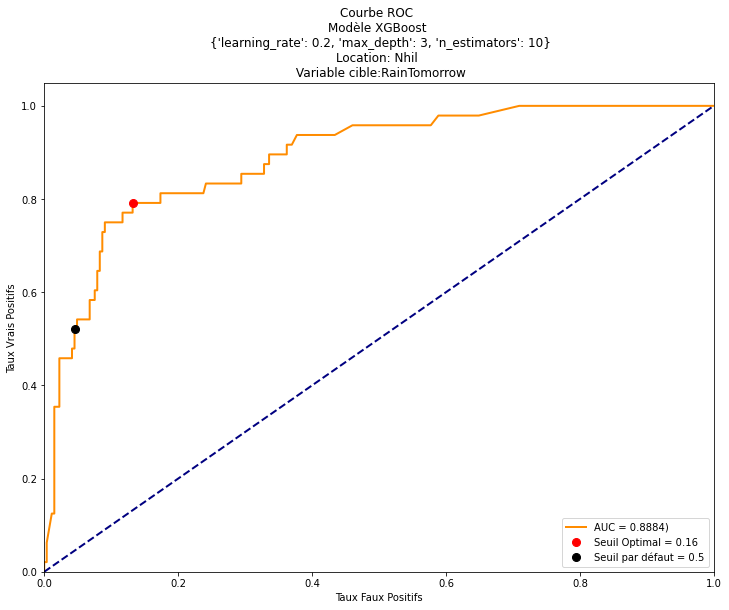 Courbe ROC
Modèle XGBoost
{'learning_rate': 0.2, 'max_depth': 3, 'n_estimators': 10}
Location: Nhil
Variable cible:RainTomorrow
1.0
0.8
0.6
0.4
0.2
0.0
Taux Vrais Positifs
0.0 0.2 0.4 0.6 0.8 1.0
Taux Faux Positifs
AUC = 0.8884)
Seuil Optimal = 0.16
Seuil par défaut = 0.5